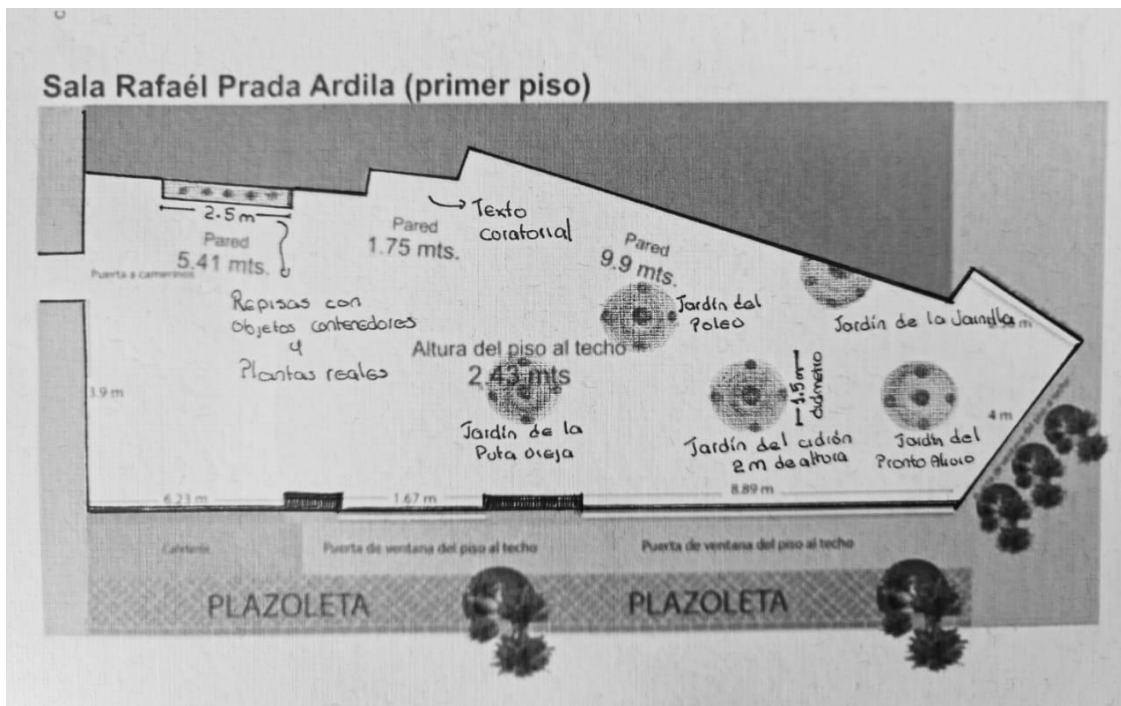 Sala Rafaél Prada Ardila (primer piso)
2.5 m
Pared
5.41 mts.
Puerta a camerinos
Pared
1.75 mts.
Texto
coratorial
Pared
9.9 mts.
Repisas con
Objetos contenedores
y
Plantas reales
Altura del piso al techo
2.43 mts
Jardín del
Poleo
Jardín de la
m
3.9 m
Jardín de la
Puta Vieja
1.5 m
diámetro
Jardín del cidrón
2 m de altura
Jardín del
Pronto Alivio
4 m
6.23 m
1.67 m
8.89 m
Cafetería
Puerta de ventana del piso al techo
Puerta de ventana del piso al techo
PLAZOLETA
PLAZOLETA